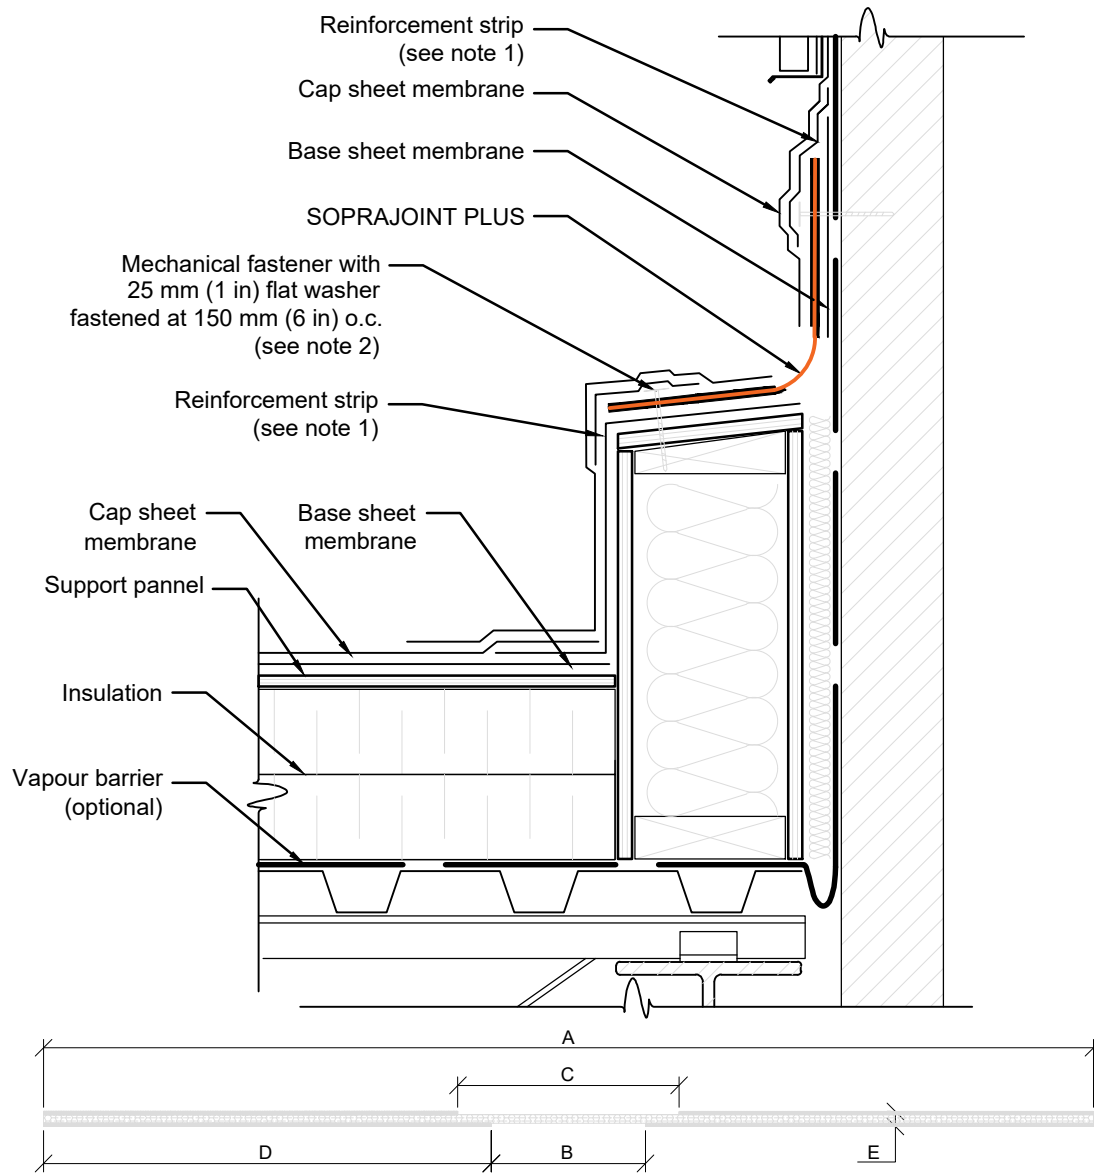 Reinforcement strip
(see note 1)
Cap sheet membrane
Base sheet membrane
SOPRAJOINT PLUS
Mechanical fastener with
25 mm (1 in) flat washer
fastened at 150 mm (6 in) o.c.
(see note 2)
Reinforcement strip
(see note 1)
Cap sheet
membrane
Base sheet
membrane
Support pannel
Insulation
Vapour barrier
(optional)
A
C
D
B
E